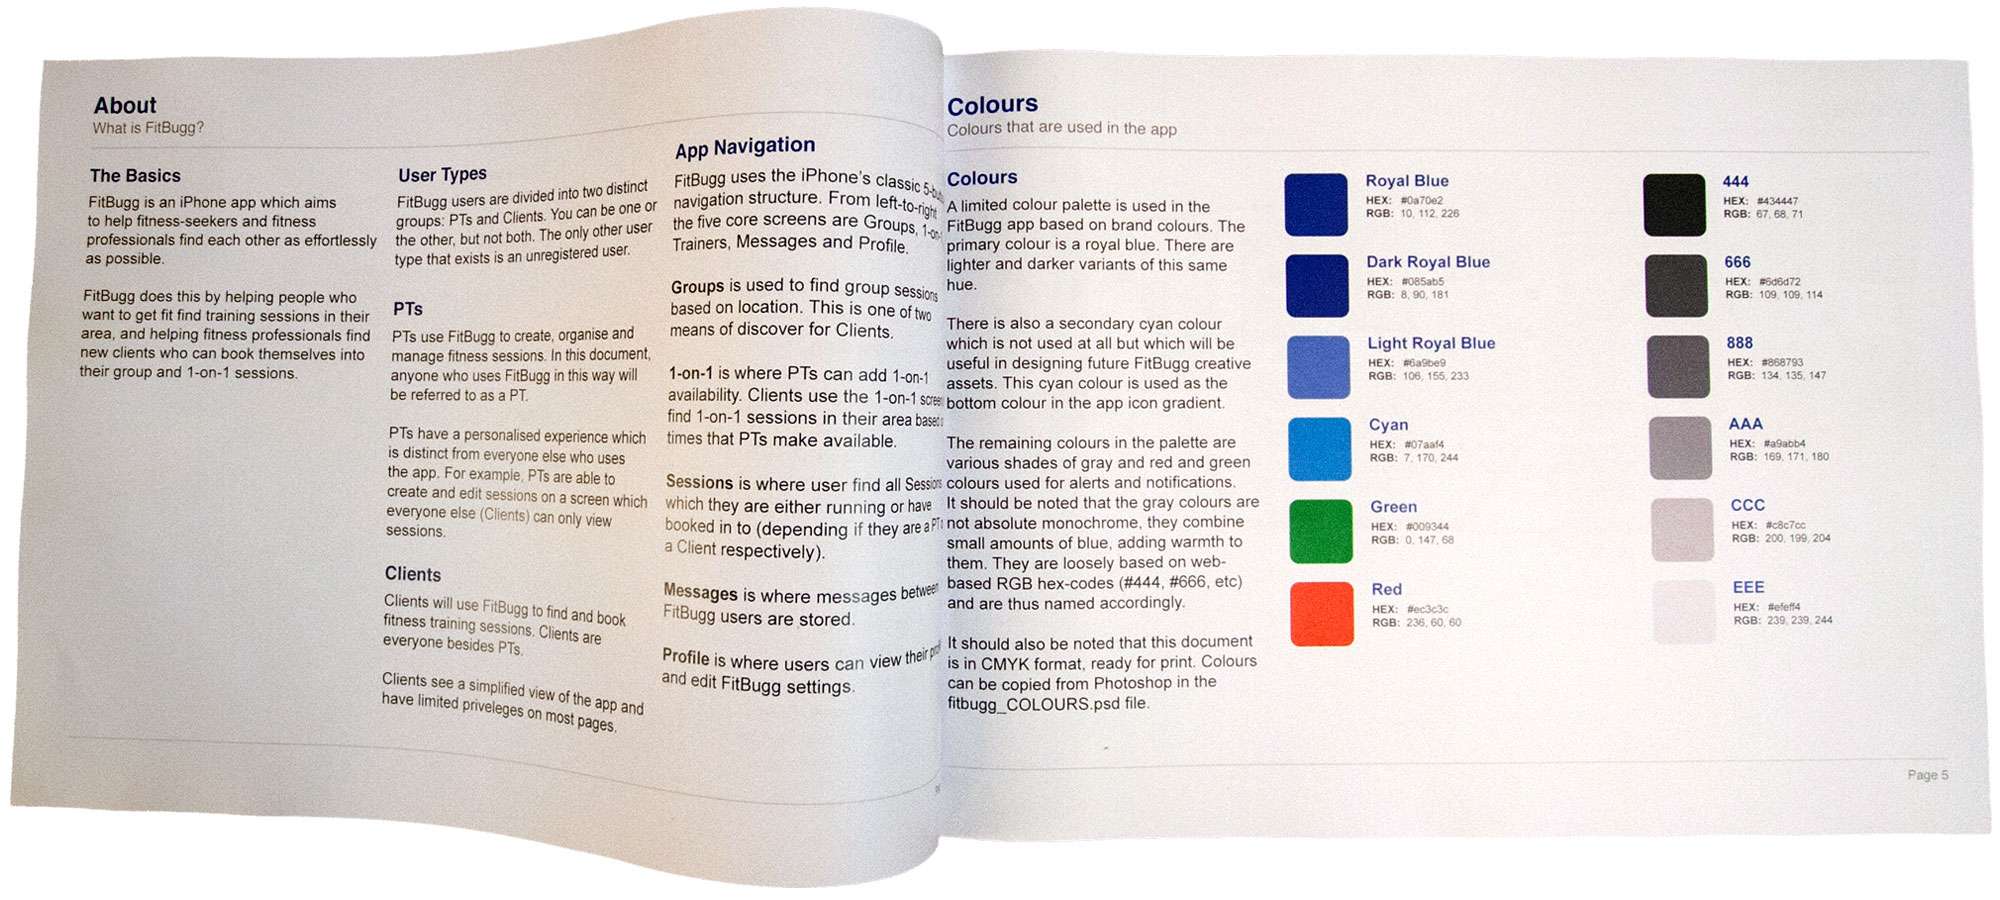 About
What is FitBugg?
The Basics
FitBugg is an iPhone app which aims
to help fitness-seekers and fitness
professionals find each other as effortlessly
as possible.
FitBugg does this by helping people who
want to get fit find training sessions in their
area, and helping fitness professionals find
new clients who can book themselves into
their group and 1-on-1 sessions.
User Types
FitBugg users are divided into two distinct
groups: PTs and Clients. You can be one or
the other, but not both. The only other user
type that exists is an unregistered user.
PTs
PTs use FitBugg to create, organise and
manage fitness sessions. In this document,
anyone who uses FitBugg in this way will
be referred to as a PT.
PTs have a personalised experience which
is distinct from everyone else who uses
the app. For example, PTs are able to
create and edit sessions on a screen which
everyone else (Clients) can only view
sessions.
Clients
Clients will use FitBugg to find and book
fitness training sessions. Clients are
everyone besides PTs.
Clients see a simplified view of the app and
have limited priveleges on most pages.
App Navigation
FitBugg uses the iPhone's classic
navigation structure. From left-to-right
the five core screens are Groups,
Trainers, Messages and Profile.
Groups is used to find group sessions
based on location. This is one of two
means of discover for Clients.
1-on-1 is where PTs can add 1-on-1
availability. Clients use the 1-on-1
find 1-on-1 sessions in their area based
times that PTs make available.
Sessions is where user find all Sessions
which they are either running or have
booked in to (depending if they are a PT
a Client respectively).
Messages is where messages between
FitBugg users are stored.
Profile is where users can view their
and edit FitBugg settings.
Colours
Colours that are used in the app
Colours
A limited colour palette is used in the
FitBugg app based on brand colours. The
primary colour is a royal blue. There are
lighter and darker variants of this same
hue.
There is also a secondary cyan colour
which is not used at all but which will be
useful in designing future FitBugg creative
assets. This cyan colour is used as the
bottom colour in the app icon gradient.
The remaining colours in the palette are
various shades of gray and red and green
colours used for alerts and notifications.
It should be noted that the gray colours are
not absolute monochrome, they combine
small amounts of blue, adding warmth to
them. They are loosely based on web-
based RGB hex-codes (#444, #666, etc)
and are thus named accordingly.
It should also be noted that this document
is in CMYK format, ready for print. Colours
can be copied from Photoshop in the
fitbugg_COLOURS.psd file.
Royal Blue
HEX: #0a70e2
RGB: 10, 112, 226
Dark Royal Blue
HEX: #085ab5
RGB: 8, 90, 181
Light Royal Blue
HEX: #6a9be9
RGB: 106, 155, 233
Cyan
HEX: #07aaf4
RGB: 7, 170, 244
Green
HEX: #009344
RGB: 0, 147, 68
Red
HEX: #ec3c3c
RGB: 236, 60, 60
444
HEX: #434447
RGB: 67, 68, 71
666
HEX: #6d6d72
RGB: 109, 109, 114
888
HEX: #868793
RGB: 134, 135, 147
AAA
HEX: #a9abb4
RGB: 169, 171, 180
CCC
HEX: #c8c7cc
RGB: 200, 199, 204
EEE
HEX: #efeff4
RGB: 239, 239, 244
Page 5